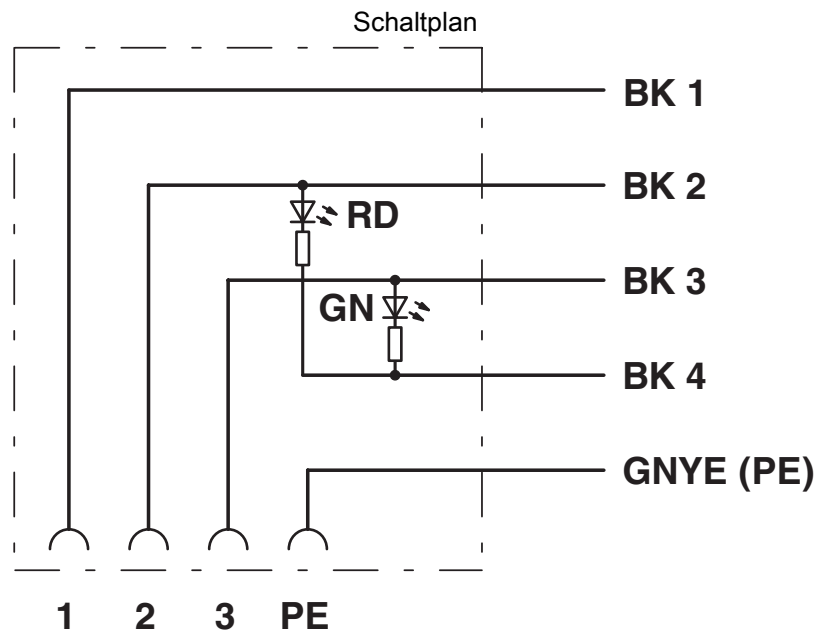 Schaltplan
BK 1
BK 2
RD
BK 3
GN
BK 4
GNYE (PE)
1 2 3 PE